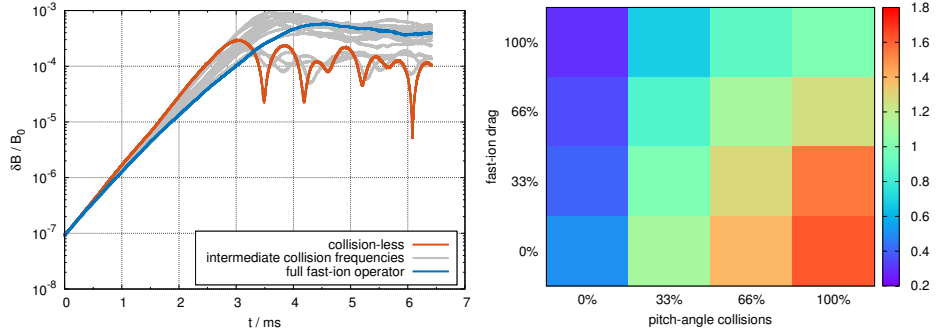 10⁻³
10⁻⁴
10⁻⁵
10⁻⁶
10⁻⁷
10⁻⁸
δB / B₀
collision-less
intermediate collision frequencies
full fast-ion operator
0 1 2 3 4 5 6 7
t / ms
fast-ion drag
100%
66%
33%
0%
0% 33% 66% 100%
pitch-angle collisions
1.8
1.6
1.4
1.2
1.0
0.8
0.6
0.4
0.2